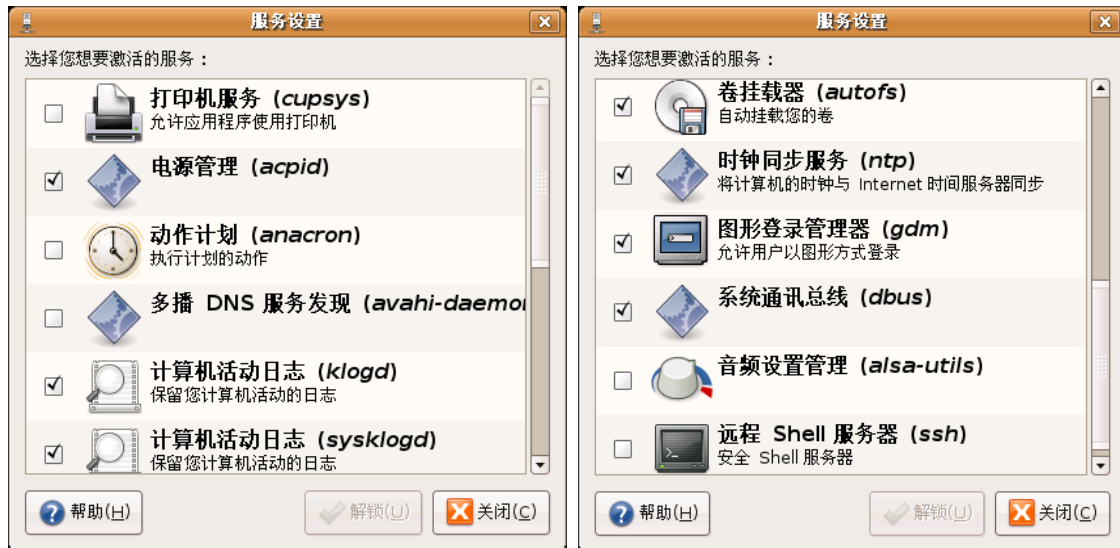 服务设置
选择您想要激活的服务：
打印机服务 (cupsys)
允许应用程序使用打印机
电源管理 (acpid)
动作计划 (anacron)
执行计划的动作
多播 DNS 服务发现 (avahi-daemon
计算机活动日志 (klogd)
保留您计算机活动的日志
计算机活动日志 (sysklogd)
保留您计算机活动的日志
帮助(H)
解锁(U)
关闭(C)
服务设置
选择您想要激活的服务：
卷挂载器 (autofs)
自动挂载您的卷
时钟同步服务 (ntp)
将计算机的时钟与 Internet 时间服务器同步
图形登录管理器 (gdm)
允许用户以图形方式登录
系统通讯总线 (dbus)
音频设置管理 (alsa-utils)
远程 Shell 服务器 (ssh)
安全 Shell 服务器
帮助(H)
解锁(U)
关闭(C)